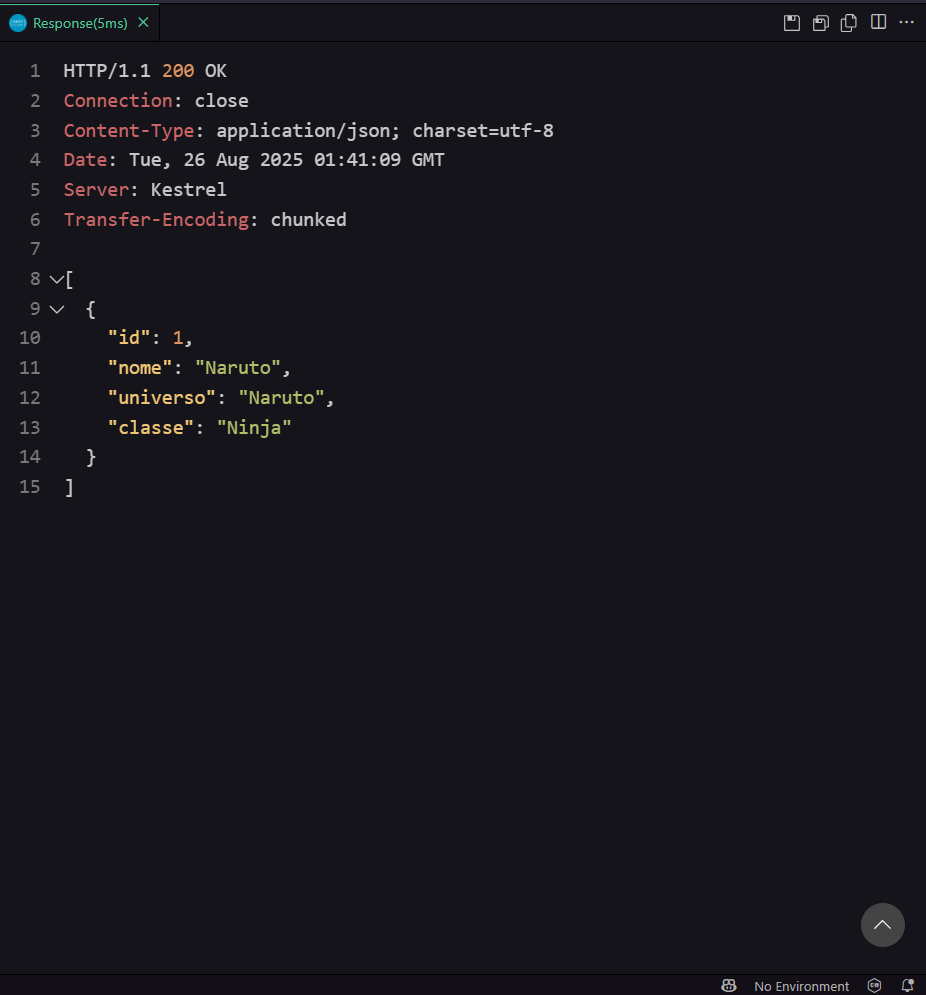 Response(5ms)
1 HTTP/1.1 200 OK
2 Connection: close
3 Content-Type: application/json; charset=utf-8
4 Date: Tue, 26 Aug 2025 01:41:09 GMT
5 Server: Kestrel
6 Transfer-Encoding: chunked
7
8 [
9 {
10 "id": 1,
11 "nome": "Naruto",
12 "universo": "Naruto",
13 "classe": "Ninja"
14 }
15 ]
No Environment